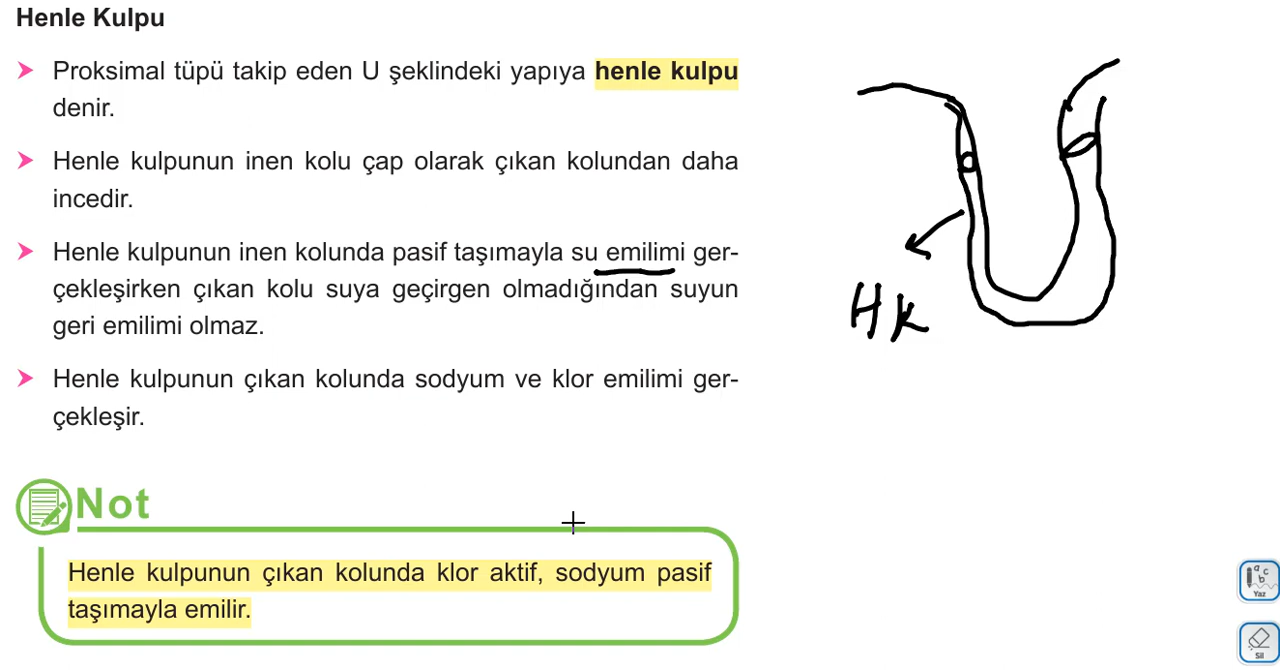 Henle Kulpu
Proksimal tüpü takip eden U şeklindeki yapıya henle kulpu
denir.
Henle kulpunun inen kolu çap olarak çıkan kolundan daha
incedir.
Henle kulpunun inen kolunda pasif taşımayla su emilimi ger-
çekleşirken çıkan kolu suya geçirgen olmadığından suyun
geri emilimi olmaz.
Henle kulpunun çıkan kolunda sodyum ve klor emilimi ger-
çekleşir.
Not
Henle kulpunun çıkan kolunda klor aktif, sodyum pasif
taşımayla emilir.
HK
a b c
Yaz
Sil